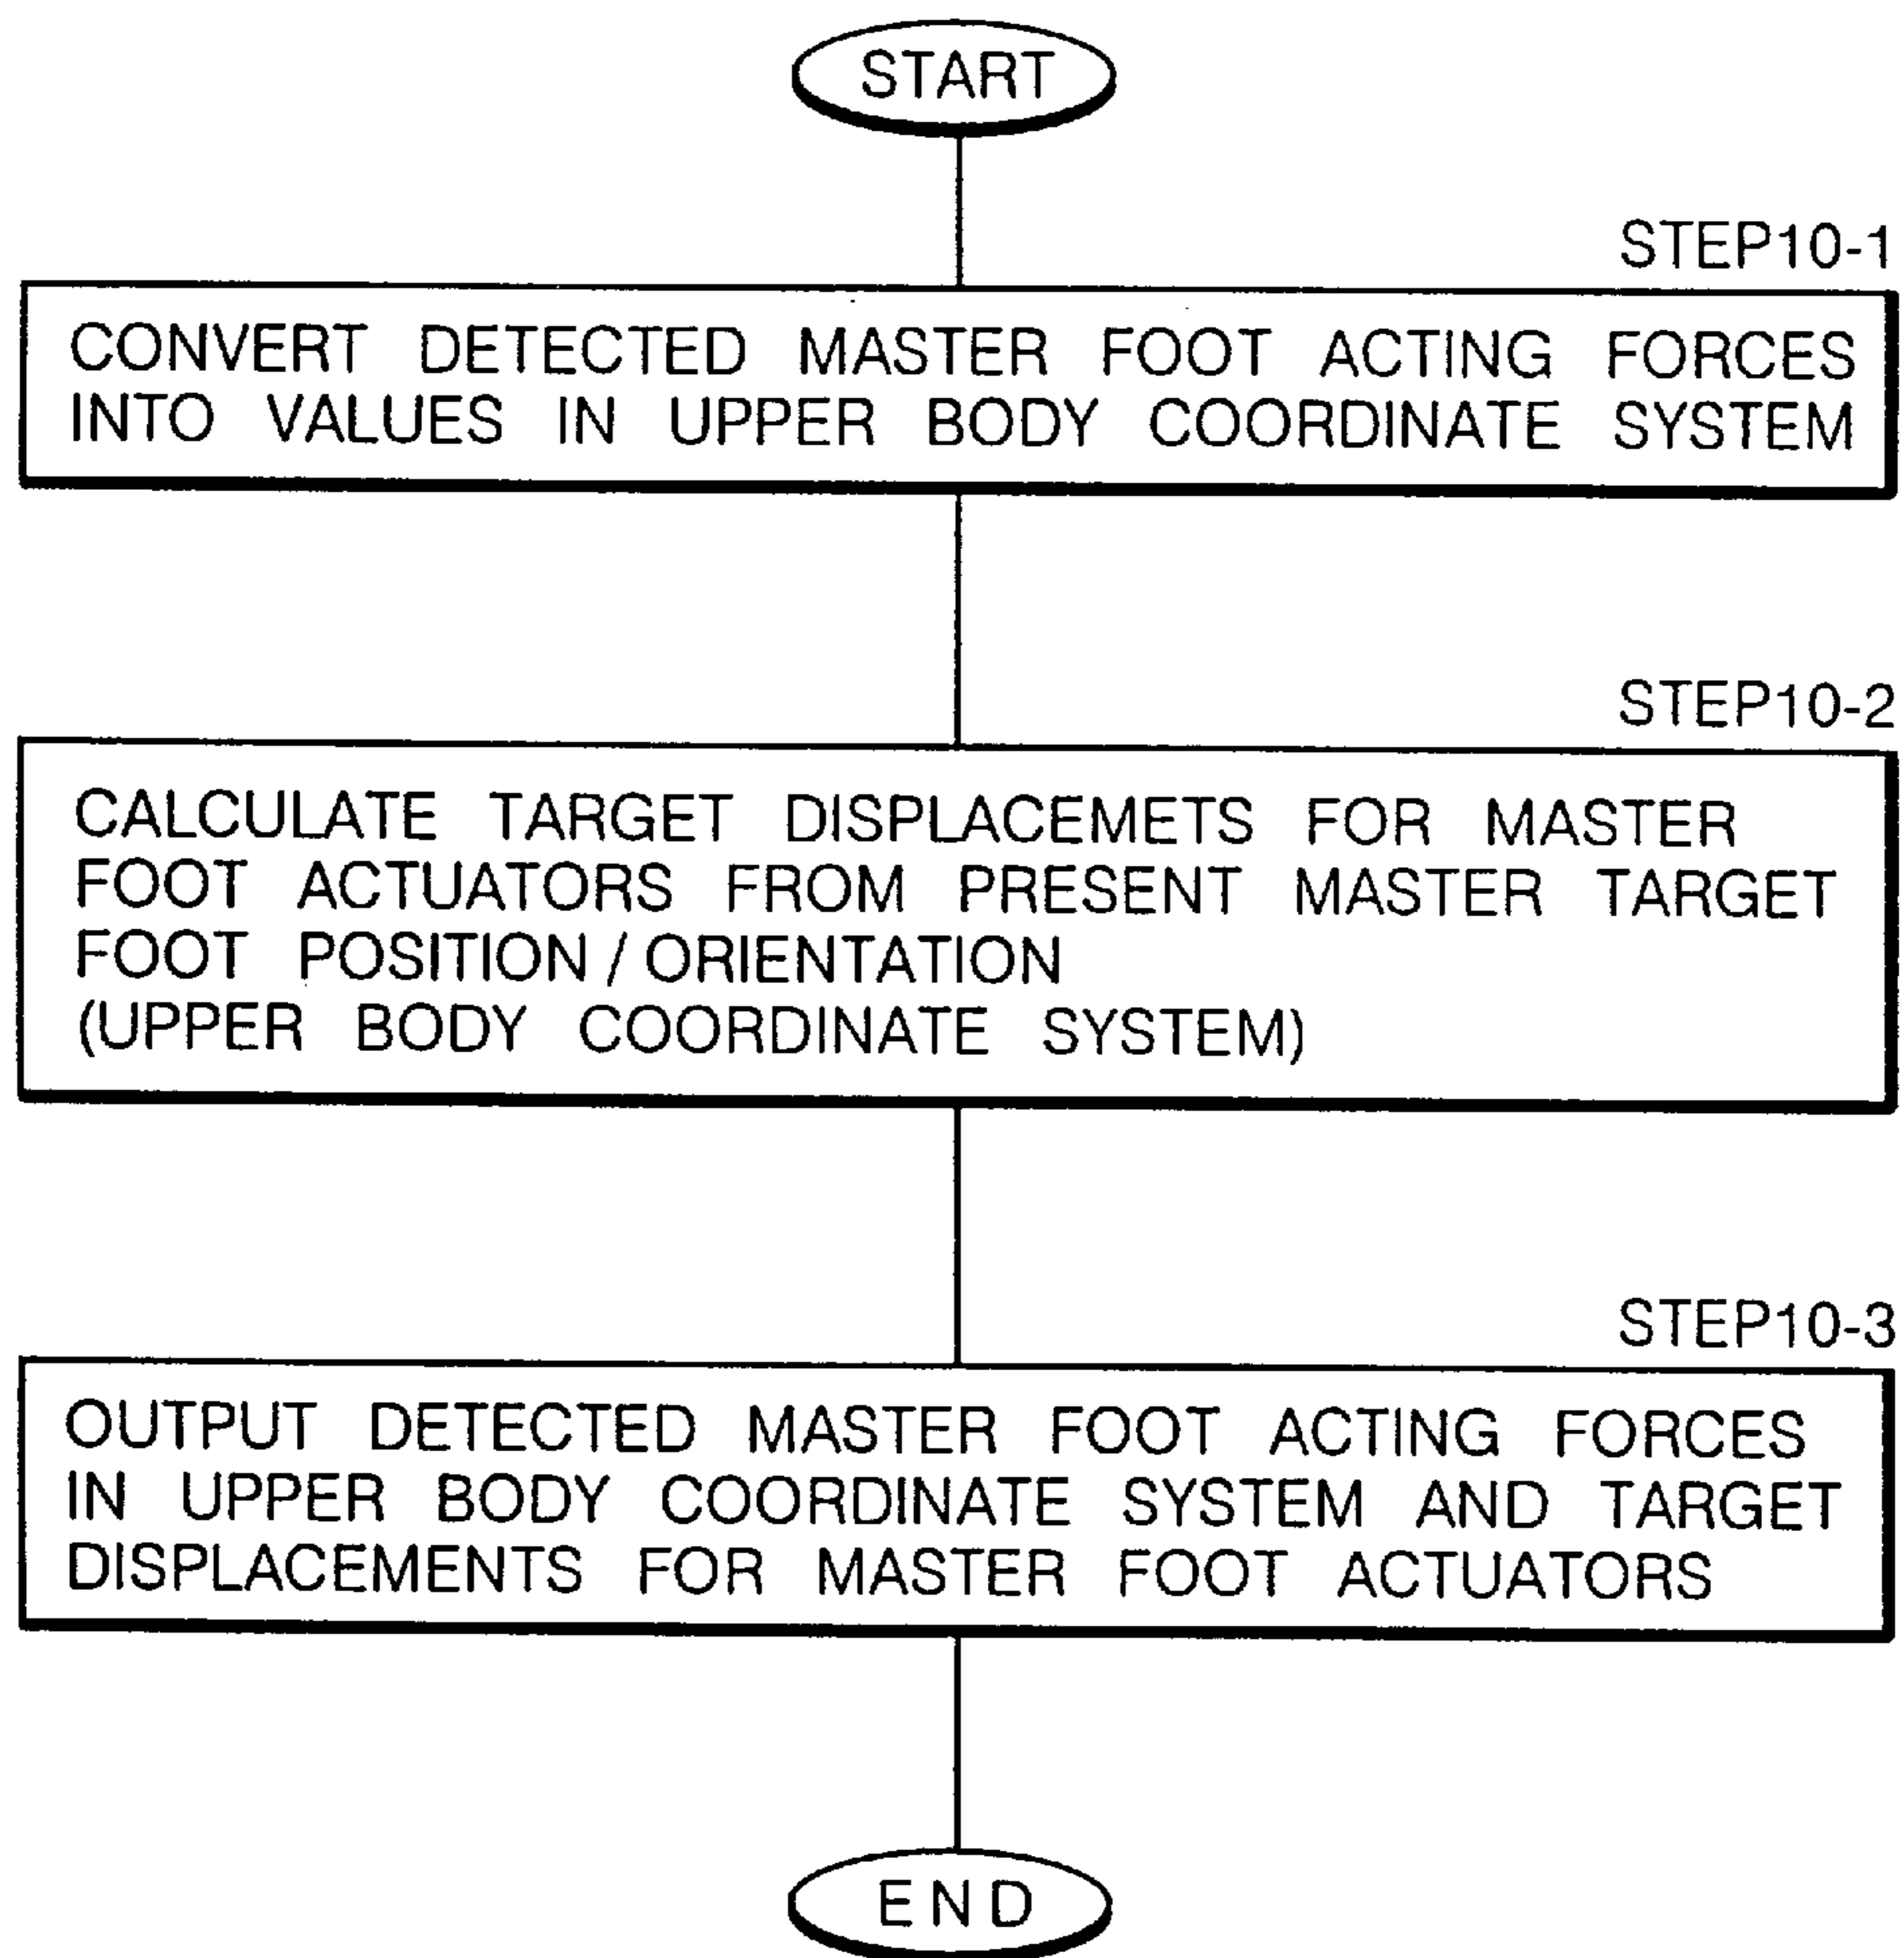 START
STEP10-1
CONVERT DETECTED MASTER FOOT ACTING FORCES
INTO VALUES IN UPPER BODY COORDINATE SYSTEM
STEP10-2
CALCULATE TARGET DISPLACEMETS FOR MASTER
FOOT ACTUATORS FROM PRESENT MASTER TARGET
FOOT POSITION/ORIENTATION
(UPPER BODY COORDINATE SYSTEM)
STEP10-3
OUTPUT DETECTED MASTER FOOT ACTING FORCES
IN UPPER BODY COORDINATE SYSTEM AND TARGET
DISPLACEMENTS FOR MASTER FOOT ACTUATORS
END